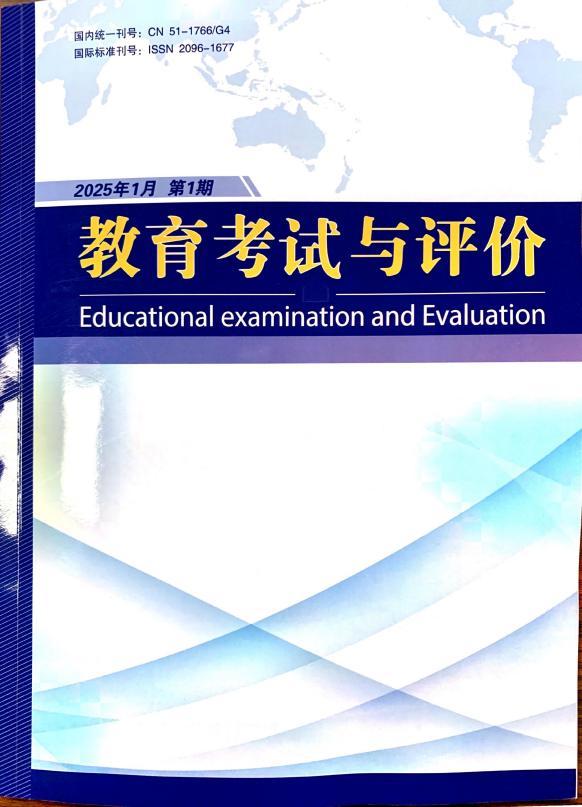 国内统一刊号：CN 51-1766/G4
国际标准刊号：ISSN 2096-1677
2025年1月 第1期
教育考试与评价
Educational examination and Evaluation